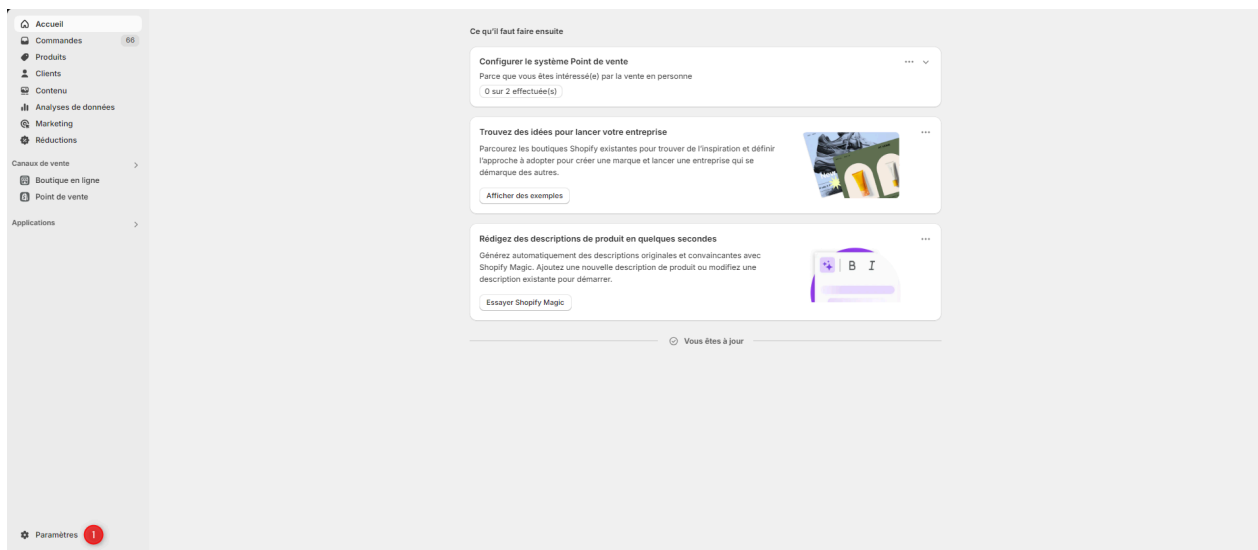 Accueil
Commandes 66
Produits
Clients
Contenu
Analyses de données
Marketing
Réductions
Canaux de vente
Boutique en ligne
Point de vente
Applications
Paramètres 1
Ce qu'il faut faire ensuite
Configurer le système Point de vente
Parce que vous êtes intéressé(e) par la vente en personne
0 sur 2 effectuée(s)
Trouvez des idées pour lancer votre entreprise
Parcourez les boutiques Shopify existantes pour trouver de l'inspiration et définir
l'approche à adopter pour créer une marque et lancer une entreprise qui se
démarque des autres.
Afficher des exemples
Rédigez des descriptions de produit en quelques secondes
Générez automatiquement des descriptions originales et convaincantes avec
Shopify Magic. Ajoutez une nouvelle description de produit ou modifiez une
description existante pour démarrer.
Essayer Shopify Magic
B I
Vous êtes à jour